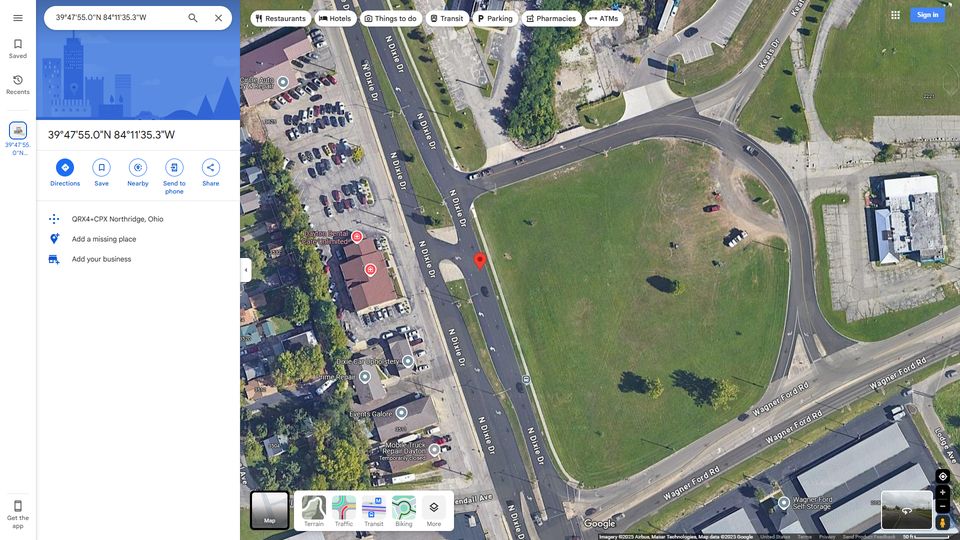 39°47'55.0"N 84°11'35.3"W
Restaurants
Hotels
Things to do
Transit
Parking
Pharmacies
ATMs
Sign in
Saved
Recents
39°47'55.
0"N...
39°47'55.0"N 84°11'35.3"W
Directions
Save
Nearby
Send to
phone
Share
QRX4+CPX Northridge, Ohio
Add a missing place
Add your business
Get the
app
N Dixie Dr
N Dixie Dr
N Dixie Dr
N Dixie Dr
N Dixie Dr
N Dixie Dr
N Dixie Dr
N Dixie Dr
N Dixie Dr
Keats Dr
Wagner Ford Rd
Wagner Ford Rd
Wagner Ford Rd
Wagner Ford Rd
Lodge Ave
Dayton Dental
Care Unlimited
Dixie Car Upholstery
Prime Repair
Events Galore
Mobile Truck
Repair Dayton
Temporarily closed
Wagner Ford
Self Storage
Map
Terrain
Traffic
Transit
Biking
More
Google
Imagery ©2025 Airbus, Maxar Technologies, Map data ©2025 Google
United States
Terms
Privacy
Send Product Feedback
50 ft